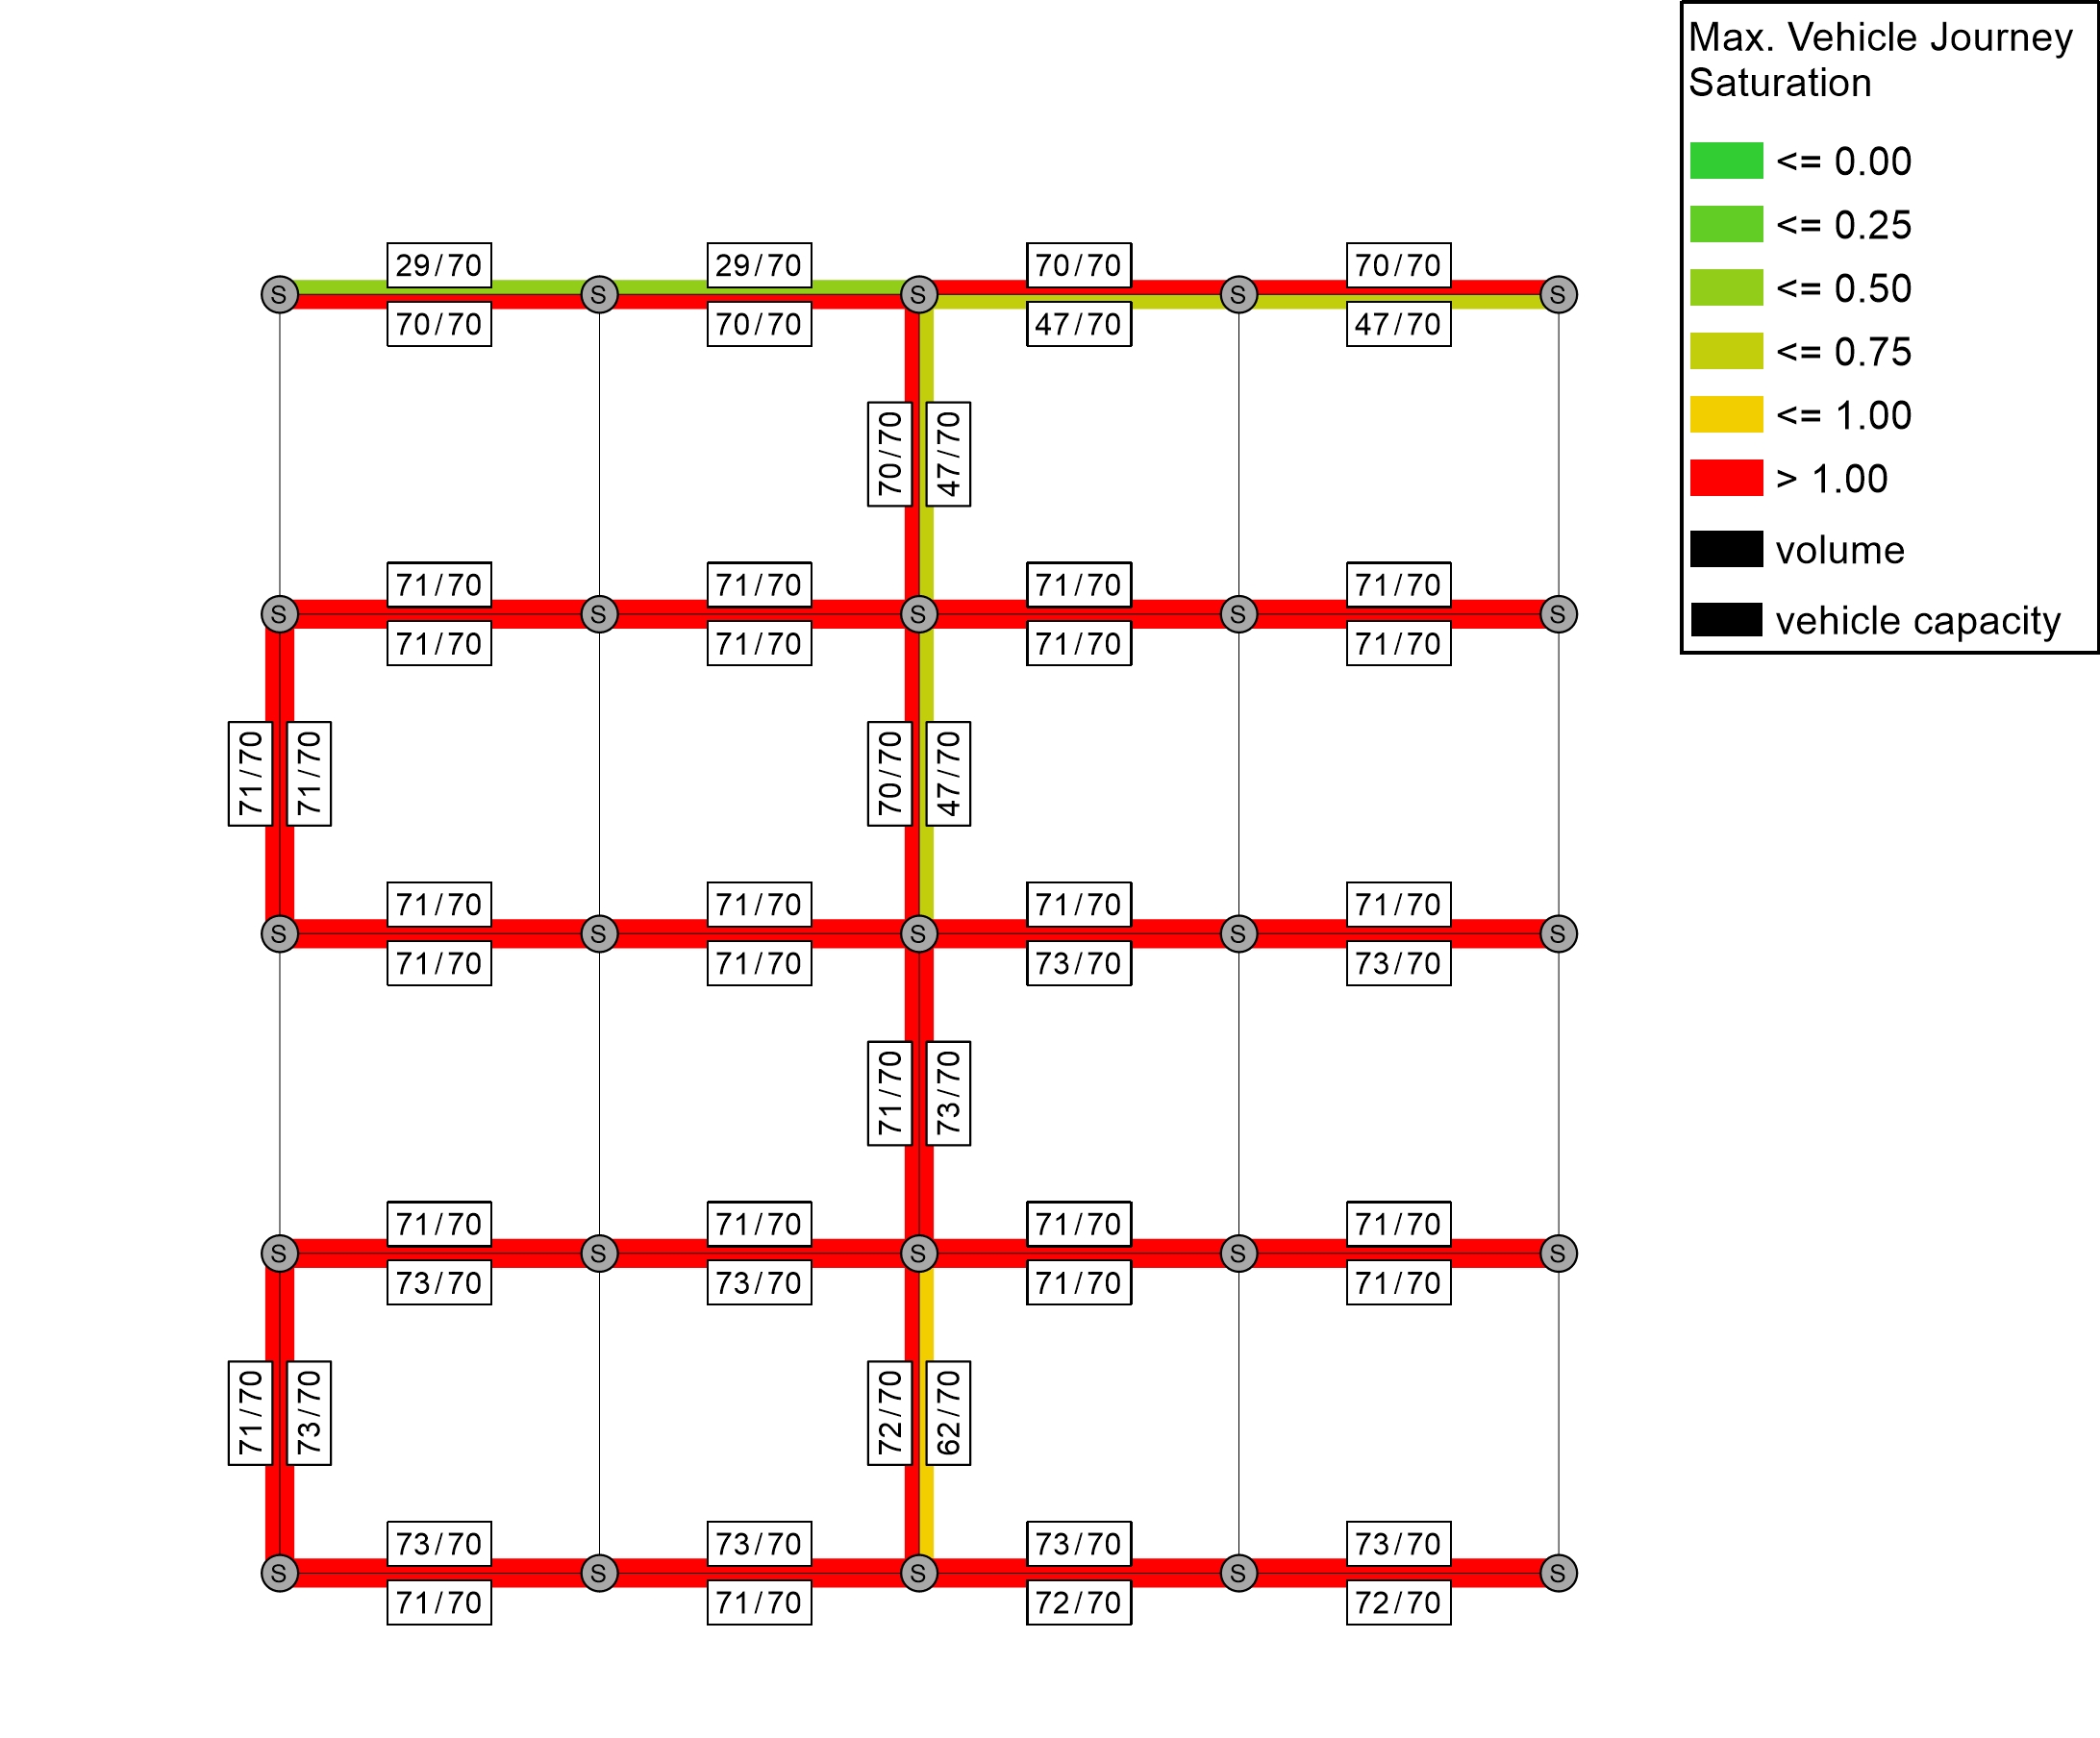 Max. Vehicle Journey
Saturation
<= 0.00
<= 0.25
<= 0.50
<= 0.75
<= 1.00
> 1.00
volume
vehicle capacity
29/70 29/70 70/70 70/70
S S S S S
70/70 70/70 47/70 47/70
70/70 47/70
71/70 71/70 71/70 71/70
S S S S S
71/70 71/70 71/70 71/70
71/70 71/70 70/70 47/70
71/70 71/70 71/70 71/70
S S S S S
71/70 71/70 73/70 73/70
71/70 73/70
71/70 71/70 71/70 71/70
S S S S S
73/70 73/70 71/70 71/70
71/70 73/70 72/70 62/70
73/70 73/70 73/70 73/70
S S S S S
71/70 71/70 72/70 72/70